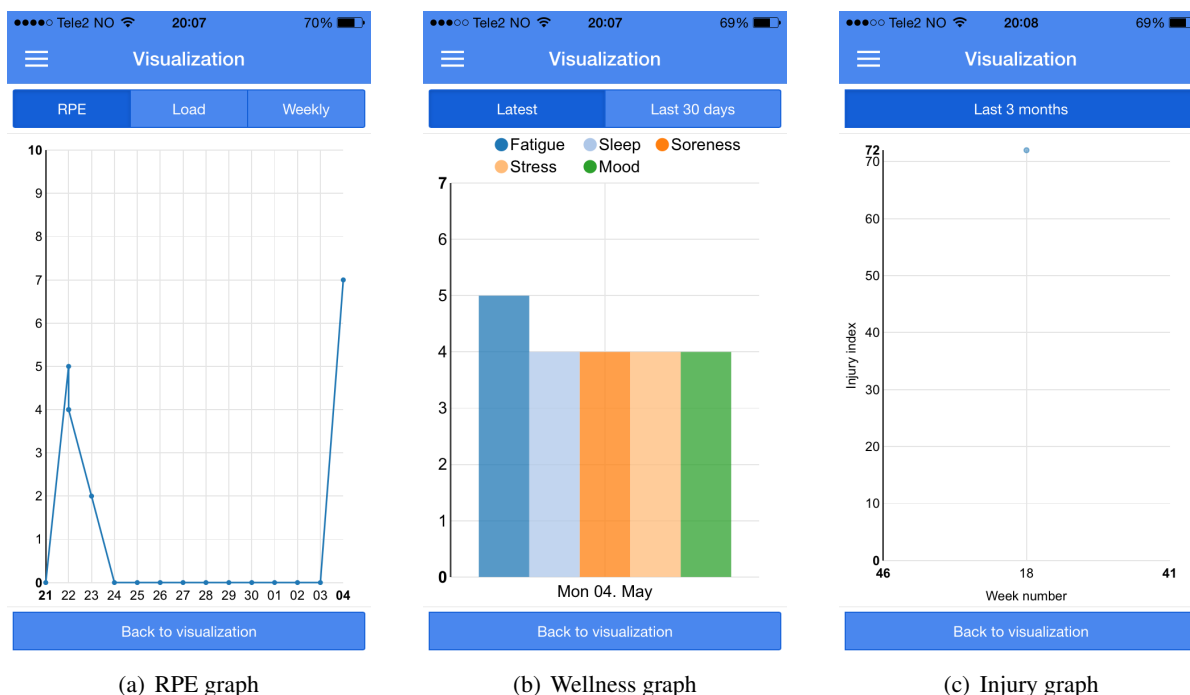 Tele2 NO 20:07 70%
Visualization
RPE Load Weekly
10
9
8
7
6
5
4
3
2
1
0
21 22 23 24 25 26 27 28 29 30 01 02 03 04
Back to visualization
(a) RPE graph
Tele2 NO 20:07 69%
Visualization
Latest Last 30 days
Fatigue Sleep Soreness
Stress Mood
7
6
5
4
3
2
1
0
Mon 04. May
Back to visualization
(b) Wellness graph
Tele2 NO 20:08 69%
Visualization
Last 3 months
72
70
60
50
40
30
20
10
0
Injury index
46 18 41
Week number
Back to visualization
(c) Injury graph